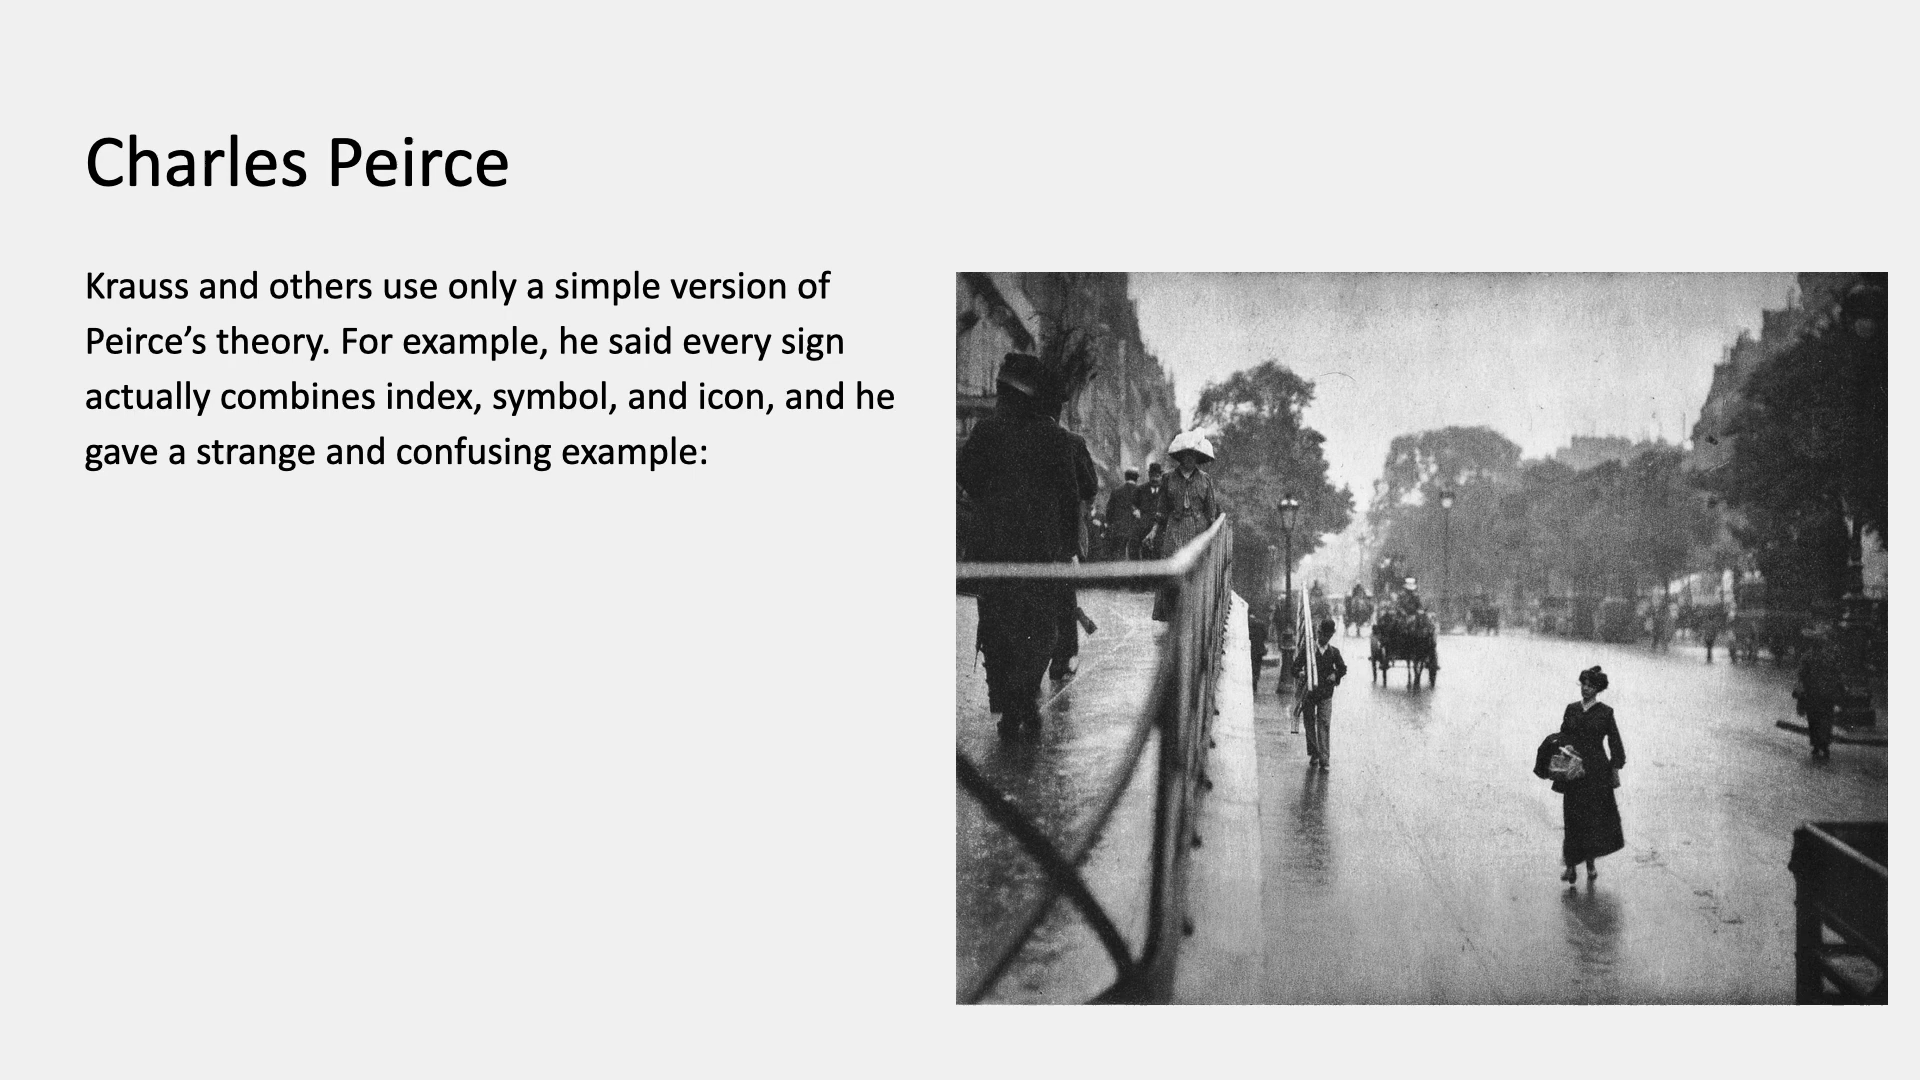 Charles Peirce
Krauss and others use only a simple version of
Peirce’s theory. For example, he said every sign
actually combines index, symbol, and icon, and he
gave a strange and confusing example: